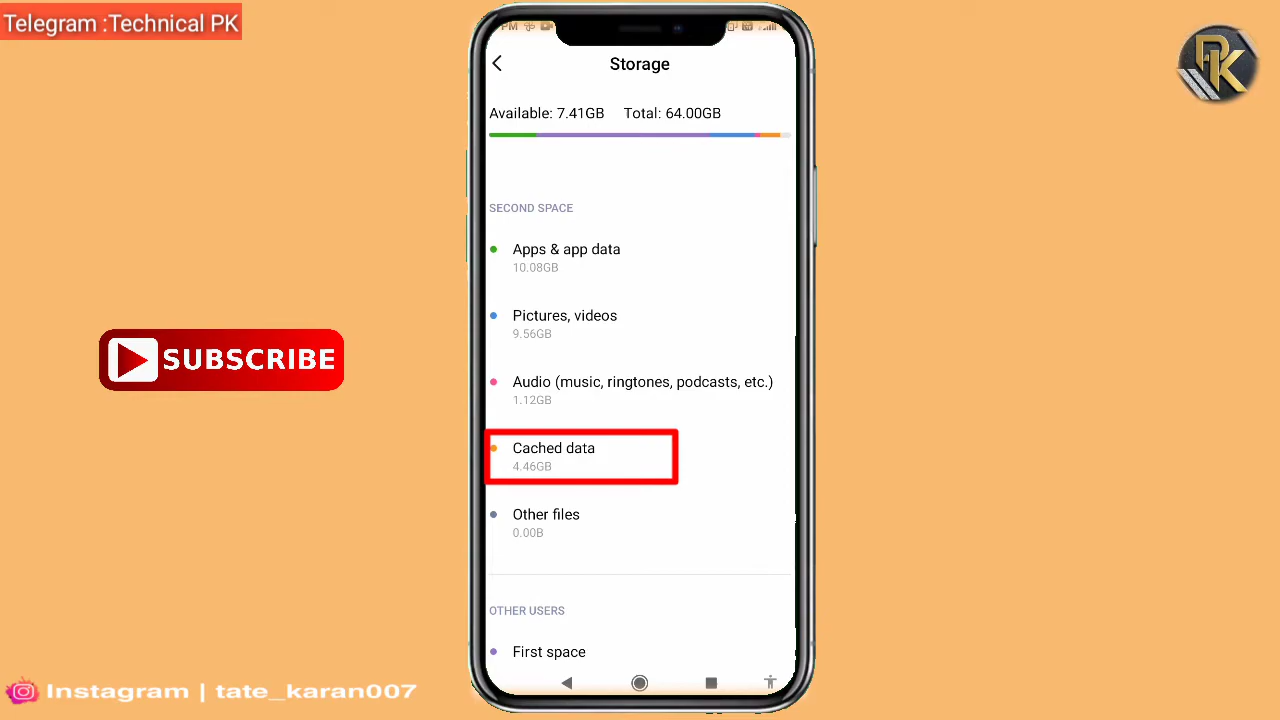 Telegram :Technical PK
PM
Storage
PK
Available: 7.41GB Total: 64.00GB
SECOND SPACE
Apps & app data
10.08GB
Pictures, videos
9.56GB
SUBSCRIBE
Audio (music, ringtones, podcasts, etc.)
1.12GB
Cached data
4.46GB
Other files
0.00B
OTHER USERS
First space
Instagram | tate_karan007